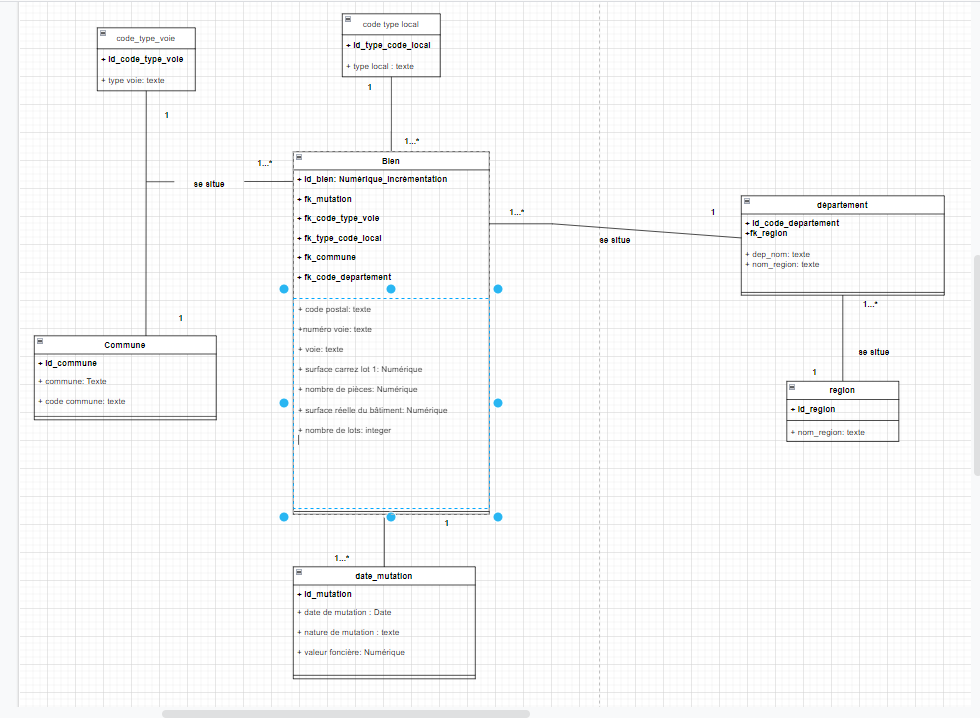 code_type_voie
+ id_code_type_voie
+ type voie: texte
1
code type local
+ id_type_code_local
+ type local : texte
1
1...*
1...*
se situe
Bien
+ id_bien: Numérique_incrémentation
+ fk_mutation
+ fk_code_type_voie
+ fk_type_code_local
+ fk_commune
+ fk_code_departement
+ code postal: texte
+numéro voie: texte
+ voie: texte
+ surface carrez lot 1: Numérique
+ nombre de pièces: Numérique
+ surface réelle du bâtiment: Numérique
+ nombre de lots: integer
1...*
1
se situe
département
+ id_code_departement
+fk_region
+ dep_nom: texte
+ nom_region: texte
1...*
se situe
1
region
+ id_region
+ nom_region: texte
1
Commune
+ id_commune
+ commune: Texte
+ code commune: texte
1
1...*
date_mutation
+ id_mutation
+ date de mutation : Date
+ nature de mutation : texte
+ valeur foncière: Numérique